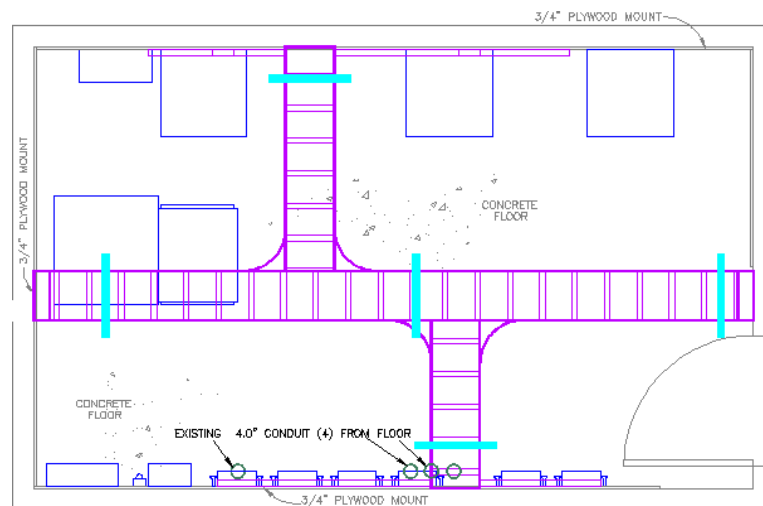 3/4" PLYWOOD MOUNT
3/4" PLYWOOD MOUNT
CONCRETE
FLOOR
CONCRETE
FLOOR
EXISTING 4.0" CONDUIT (4) FROM FLOOR
3/4" PLYWOOD MOUNT